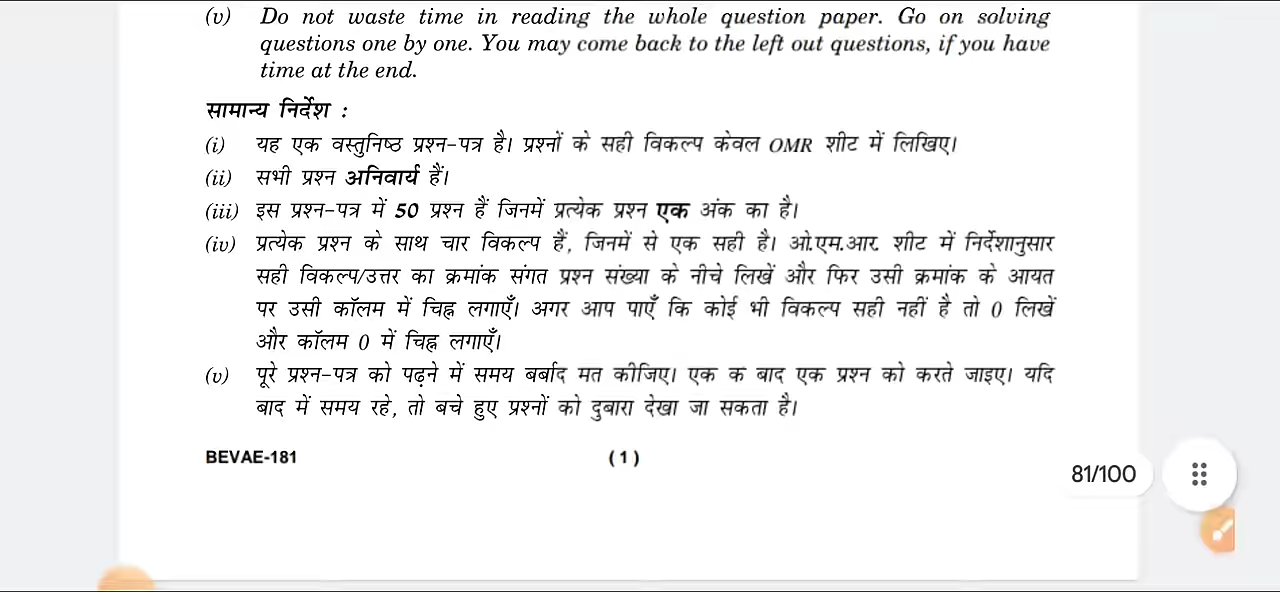 (v) Do not waste time in reading the whole question paper. Go on solving
questions one by one. You may come back to the left out questions, if you have
time at the end.
सामान्य निर्देश :
(i) यह एक वस्तुनिष्ठ प्रश्न-पत्र है। प्रश्नों के सही विकल्प केवल OMR शीट में लिखिए।
(ii) सभी प्रश्न अनिवार्य हैं।
(iii) इस प्रश्न-पत्र में 50 प्रश्न हैं जिनमें प्रत्येक प्रश्न एक अंक का है।
(iv) प्रत्येक प्रश्न के साथ चार विकल्प हैं, जिनमें से एक सही है। ओ.एम.आर. शीट में निर्देशानुसार
सही विकल्प/उत्तर का क्रमांक संगत प्रश्न संख्या के नीचे लिखें और फिर उसी क्रमांक के आयत
पर उसी कॉलम में चिह्न लगाएँ। अगर आप पाएँ कि कोई भी विकल्प सही नहीं है तो 0 लिखें
और कॉलम 0 में चिह्न लगाएँ।
(v) पूरे प्रश्न-पत्र को पढ़ने में समय बर्बाद मत कीजिए। एक क बाद एक प्रश्न को करते जाइए। यदि
बाद में समय रहे, तो बचे हुए प्रश्नों को दुबारा देखा जा सकता है।
BEVAE-181 (1)
81/100